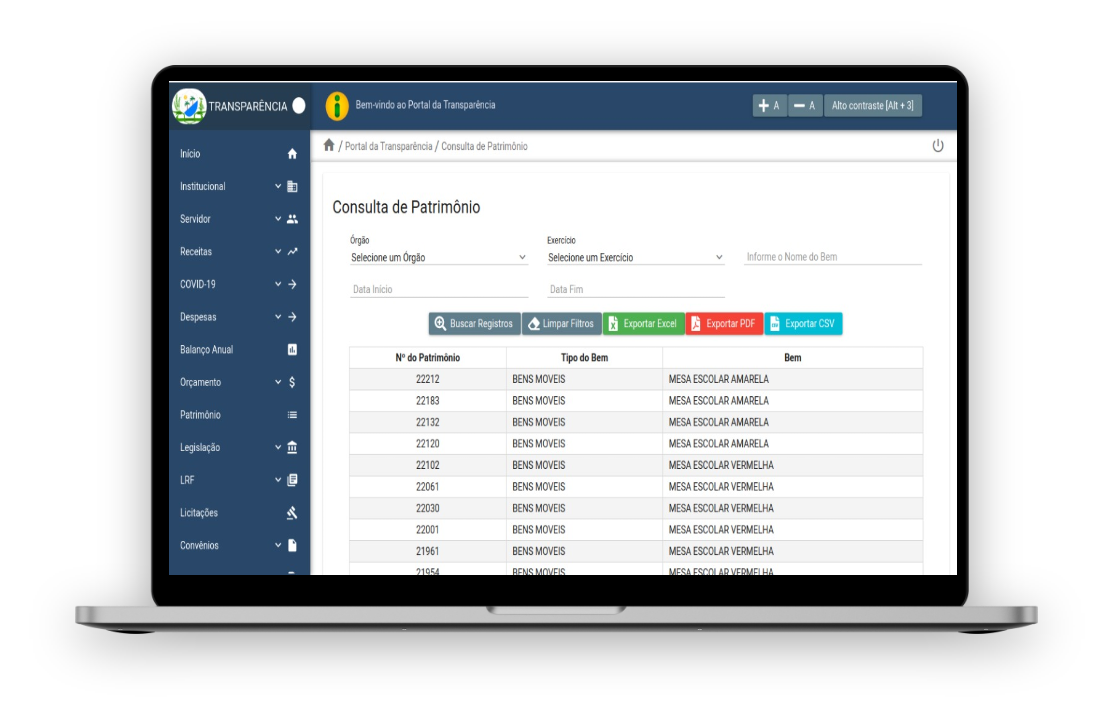 TRANSPARÊNCIA
Bem-vindo ao Portal da Transparência
A
A
Alto contraste [Alt + 3]
/ Portal da Transparência / Consulta de Patrimônio
Início
Institucional
Servidor
Receitas
COVID-19
Despesas
Balanço Anual
Orçamento
Patrimônio
Legislação
LRF
Licitações
Convênios
Consulta de Patrimônio
Órgão
Exercício
Selecione um Órgão
Selecione um Exercício
Informe o Nome do Bem
Data Inicio
Data Fim
Buscar Registros
Limpar Filtros
Exportar Excel
Exportar PDF
Exportar CSV
Nº do Patrimônio Tipo do Bem Bem
22212 BENS MOVEIS MESA ESCOLAR AMARELA
22183 BENS MOVEIS MESA ESCOLAR AMARELA
22132 BENS MOVEIS MESA ESCOLAR AMARELA
22120 BENS MOVEIS MESA ESCOLAR AMARELA
22102 BENS MOVEIS MESA ESCOLAR VERMELHA
22061 BENS MOVEIS MESA ESCOLAR VERMELHA
22030 BENS MOVEIS MESA ESCOLAR VERMELHA
22001 BENS MOVEIS MESA ESCOLAR VERMELHA
21961 BENS MOVEIS MESA ESCOLAR VERMELHA
21954 BENS MOVEIS MESA ESCOLAR VERMELHA